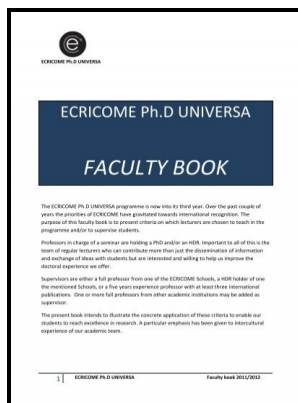 ECRICOME Ph.D UNIVERSA
ECRICOME Ph.D UNIVERSA
FACULTY BOOK
The ECRICOME Ph.D UNIVERSA programme is now into its third year. Over the past couple of
years the priorities of ECRICOME have gravitated towards international recognition. The
purpose of this faculty book is to present criteria on which lecturers are chosen to teach in the
programme and/or to supervise students.
Professors in charge of a seminar are holding a PhD and/or an HDR. Important to all of this is the
team of regular lecturers who can contribute more than just the dissemination of information
and exchange of ideas with students but are interested and willing to help us improve the
doctoral experience we offer.
Supervisors are either a full professor from one of the ECRICOME Schools, a HDR holder of one
the mentioned Schools, or a five years experience professor with at least three international
publications. One or more full professors from other academic institutions may be added as
supervisor.
The present book intends to illustrate the concrete application of these criteria to enable our
students to reach excellence in research. A particular emphasis has been given to intercultural
experience of our academic team.
1 ECRICOME Ph.D UNIVERSA Faculty book 2011/2012